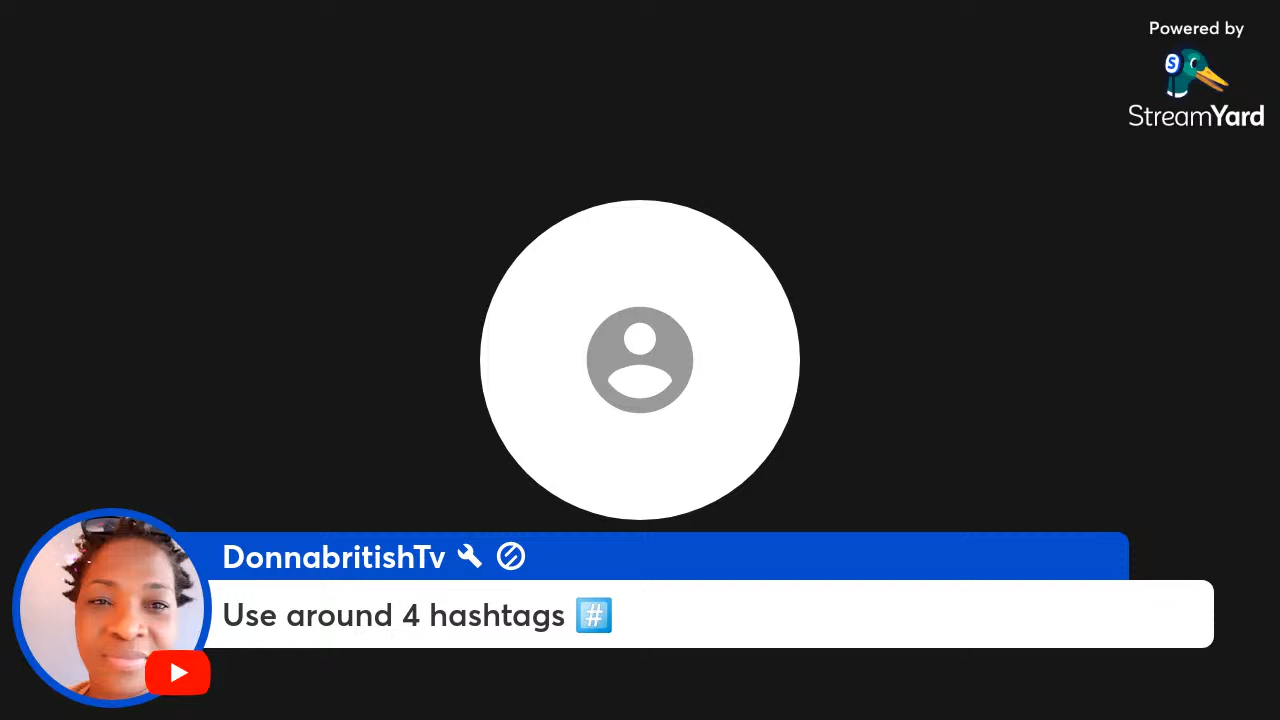 Powered by
StreamYard
DonnabritishTv
Use around 4 hashtags #️⃣